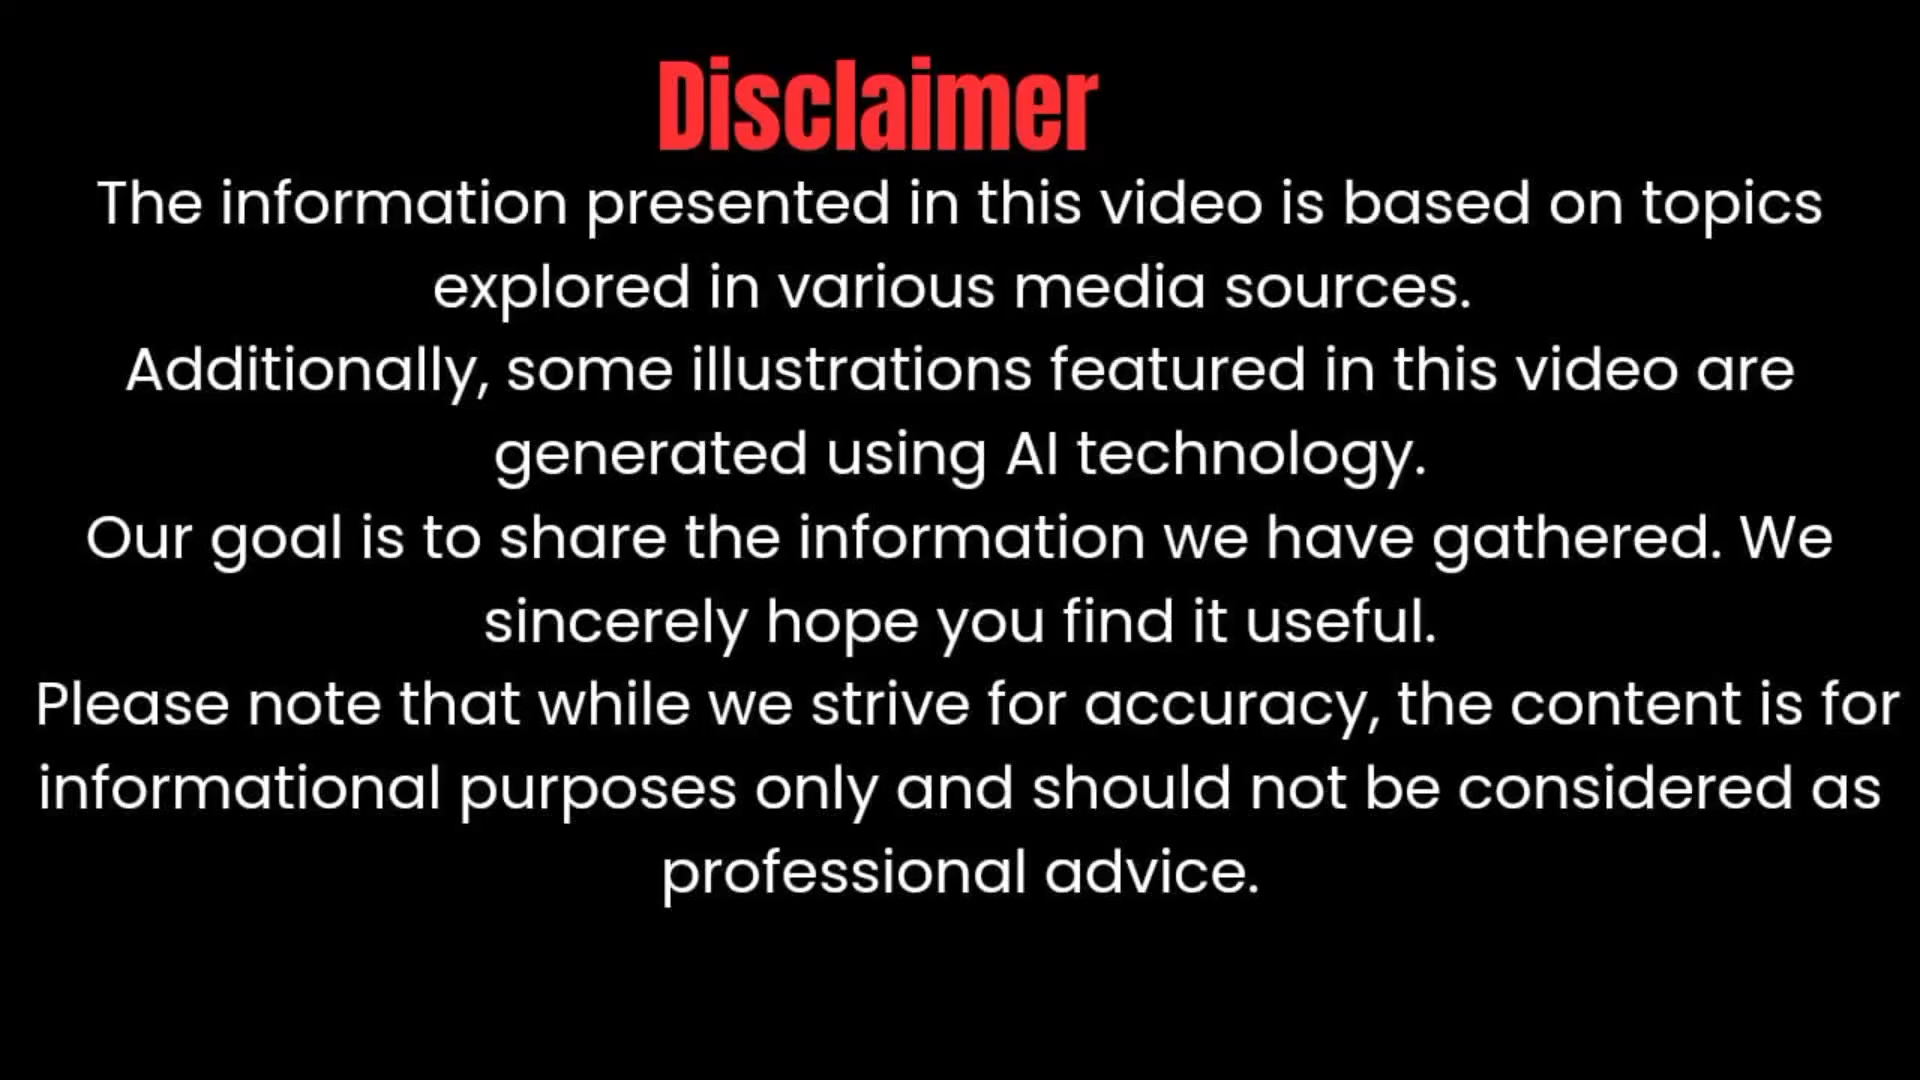 Disclaimer
The information presented in this video is based on topics
explored in various media sources.
Additionally, some illustrations featured in this video are
generated using AI technology.
Our goal is to share the information we have gathered. We
sincerely hope you find it useful.
Please note that while we strive for accuracy, the content is for
informational purposes only and should not be considered as
professional advice.